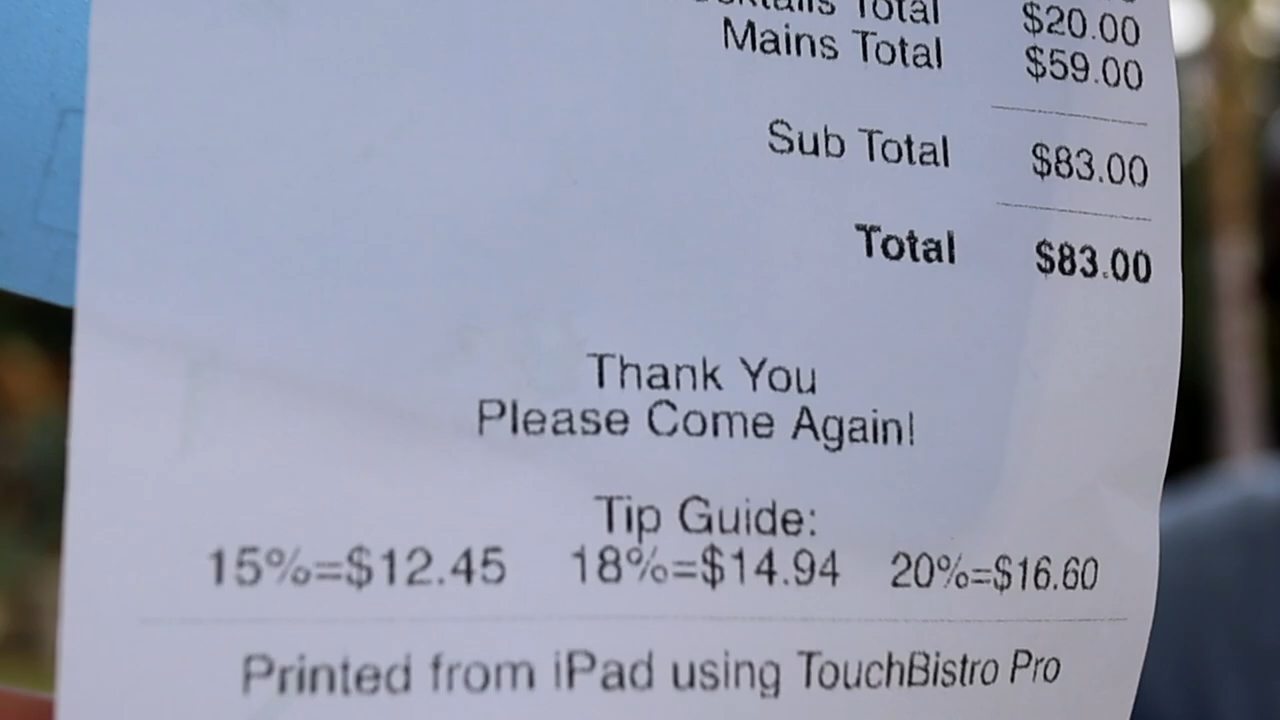 Total $20.00
Mains Total $59.00
Sub Total $83.00
Total $83.00
Thank You
Please Come Again!
Tip Guide:
15%=$12.45 18%=$14.94 20%=$16.60
Printed from iPad using TouchBistro Pro